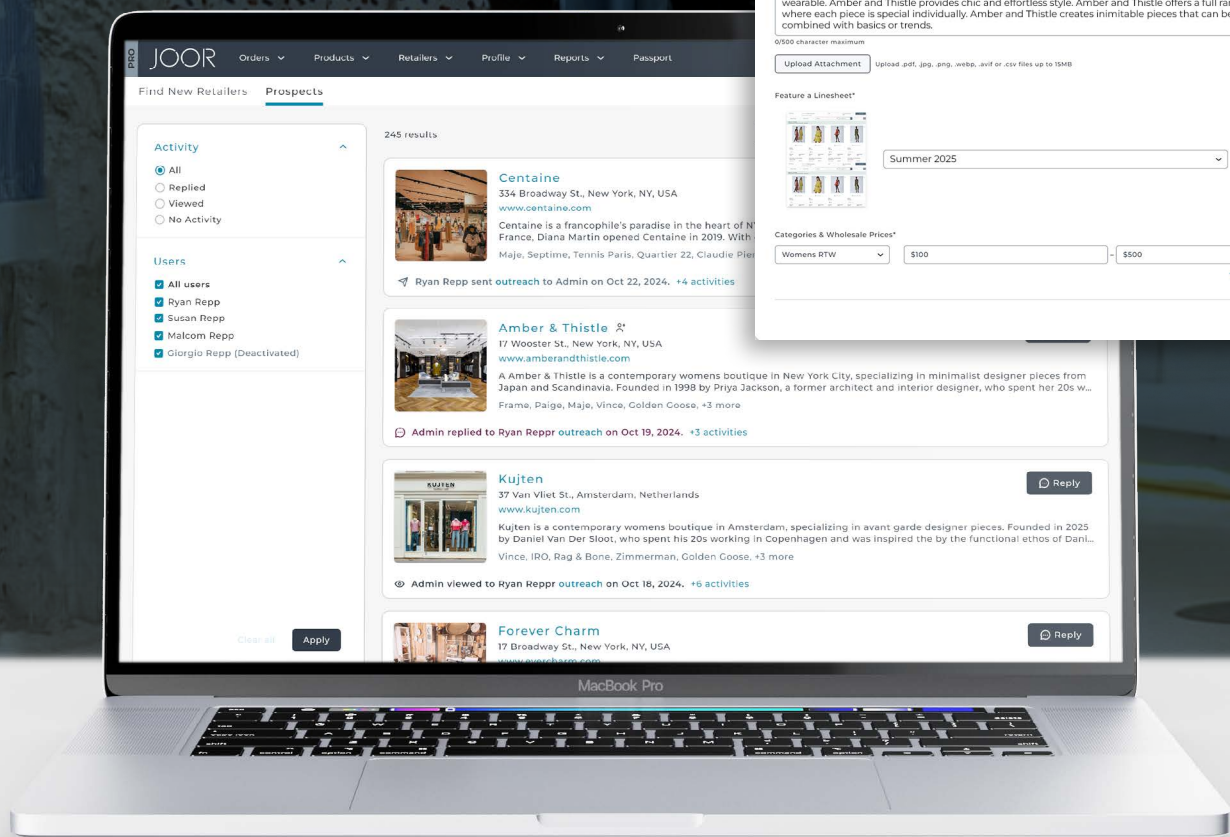 PRO
JOOR
Orders
Products
Retailers
Profile
Reports
Passport
Find New Retailers
Prospects
Activity
All
Replied
Viewed
No Activity
Users
All users
Ryan Repp
Susan Repp
Malcom Repp
Giorgio Repp (Deactivated)
Clear all
Apply
245 results
Centaine
334 Broadway St., New York, NY, USA
www.centaine.com
Centaine is a francophile's paradise in the heart of
France, Diana Martin opened Centaine in 2019. With
Maje, Septime, Tennis Paris, Quartier 22, Claudie
Ryan Repp sent outreach to Admin on Oct 22, 2024. +4 activities
Amber & Thistle
17 Wooster St., New York, NY, USA
www.amberandthistle.com
A Amber & Thistle is a contemporary womens boutique in New York City, specializing in minimalist designer pieces from
Japan and Scandinavia. Founded in 1998 by Priya Jackson, a former architect and interior designer, who spent her 20s w...
Frame, Paige, Maje, Vince, Golden Goose, +3 more
Admin replied to Ryan Reppr outreach on Oct 19, 2024. +3 activities
KUJTEN
Kujten
37 Van Vliet St., Amsterdam, Netherlands
www.kujten.com
Reply
Kujten is a contemporary womens boutique in Amsterdam, specializing in avant garde designer pieces. Founded in 2025
by Daniel Van Der Sloot, who spent his 20s working in Copenhagen and was inspired the by the functional ethos of Dani...
Vince, IRO, Rag & Bone, Zimmerman, Golden Goose, +3 more
Admin viewed to Ryan Reppr outreach on Oct 18, 2024. +6 activities
Forever Charm
17 Broadway St., New York, NY, USA
www.evercharm.com
Reply
wearable. Amber and Thistle provides chic and effortless style. Amber and Thistle offers a full
where each piece is special individually. Amber and Thistle creates inimitable pieces that can be
combined with basics or trends.
0/500 character maximum
Upload Attachment
Upload .pdf, .jpg, .png, .webp, .avif or .csv files up to 15MB
Feature a Linesheet*
Summer 2025
Categories & Wholesale Prices*
Womens RTW
$100
-
$500
MacBook Pro
shift
fn
control
option
command
command
option
shift